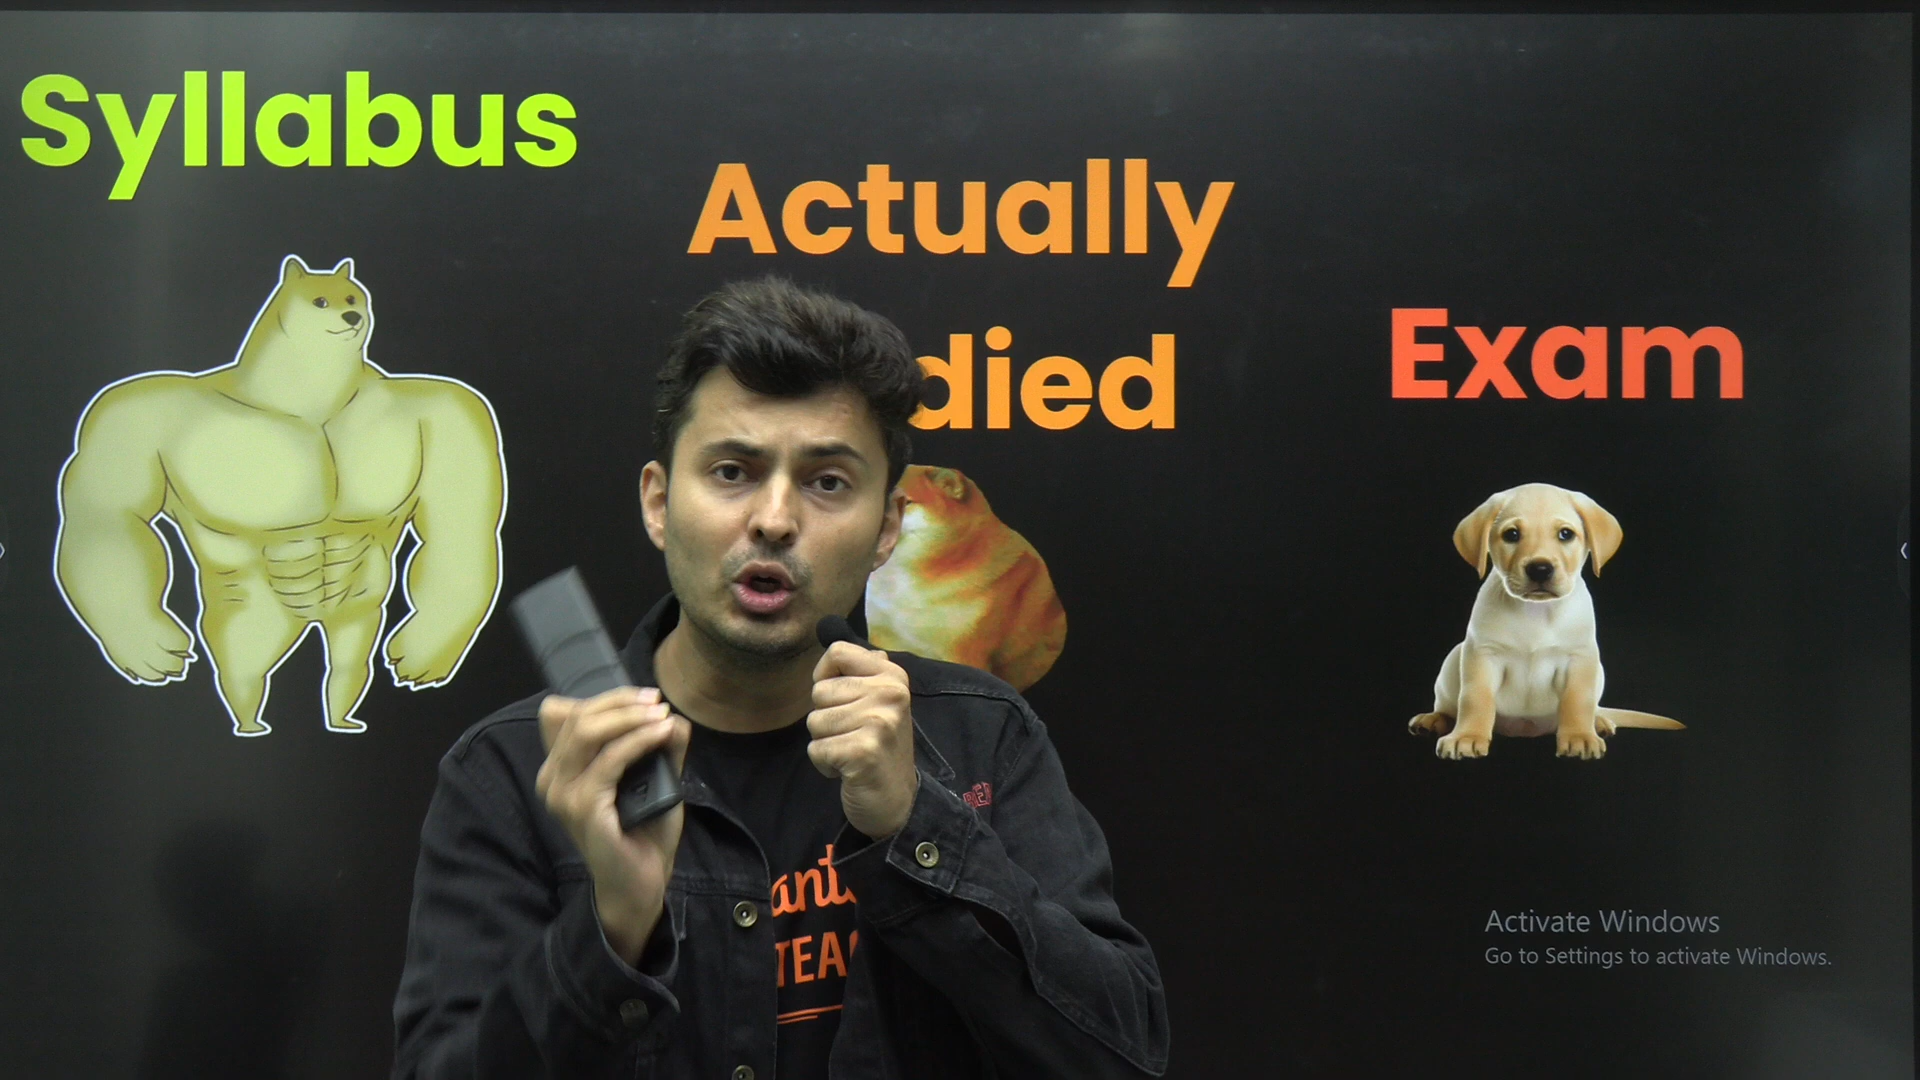 Syllabus
Actually
died
Exam
Activate Windows
Go to Settings to activate Windows.